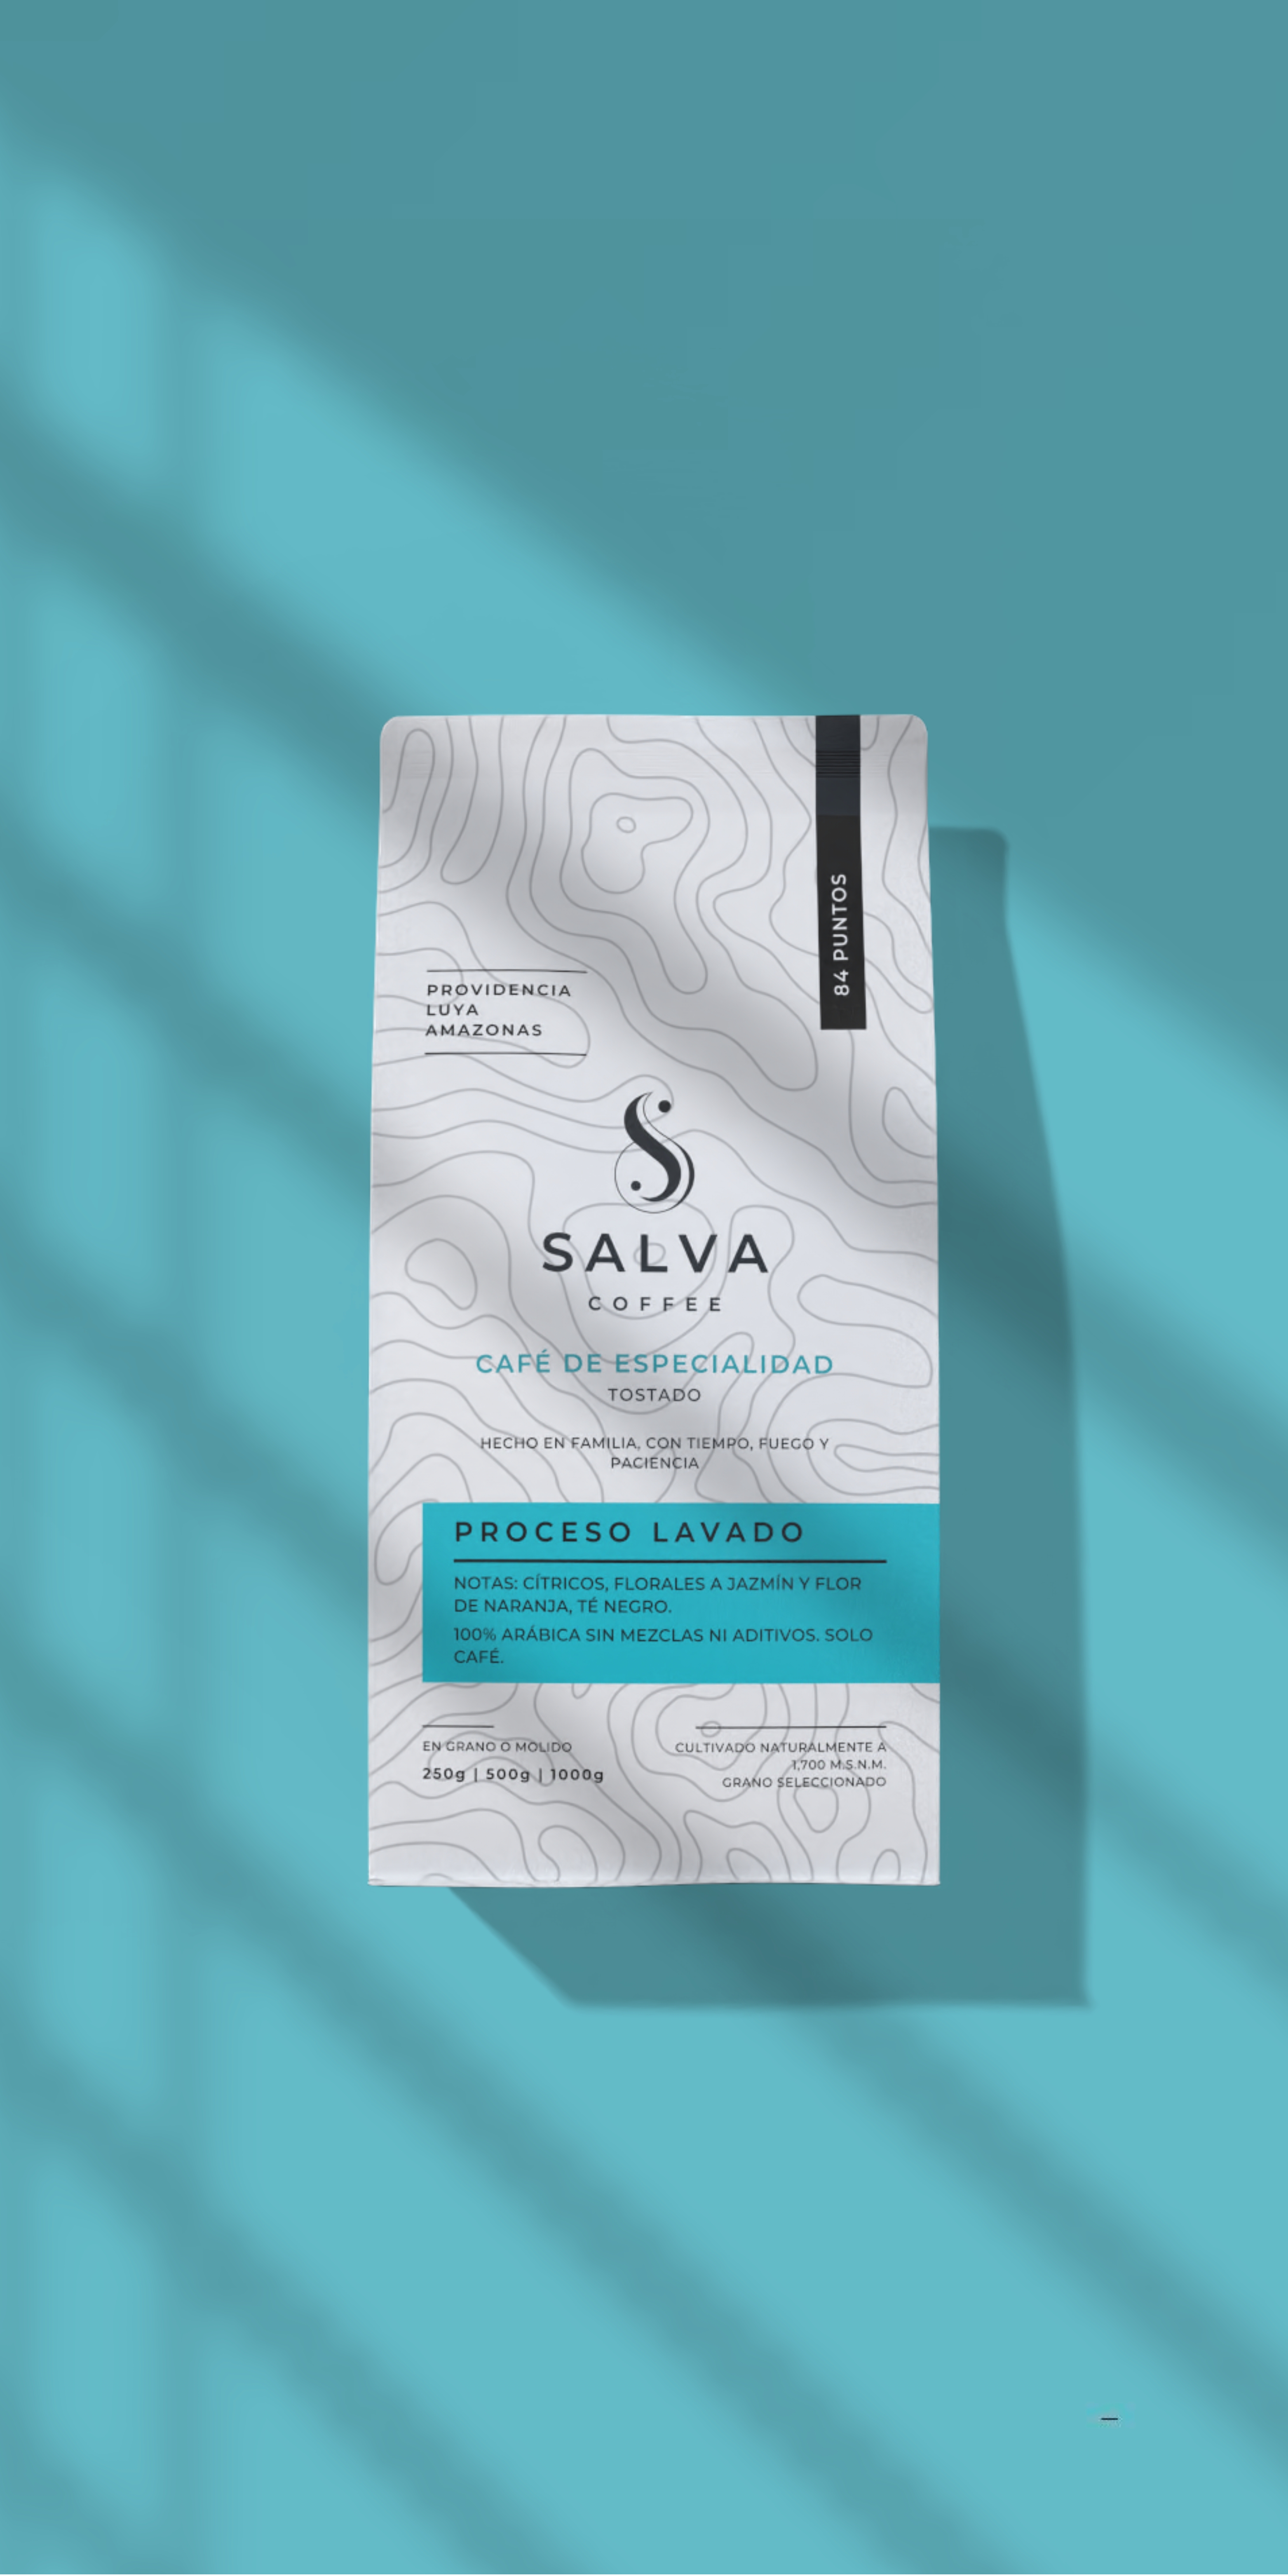 84 PUNTOS
PROVIDENCIA
LUYA
AMAZONAS
S
SALVA
COFFEE
CAFÉ DE ESPECIALIDAD
TOSTADO
HECHO EN FAMILIA, CON TIEMPO, FUEGO Y
PACIENCIA
PROCESO LAVADO
NOTAS: CÍTRICOS, FLORALES A JAZMÍN Y FLOR
DE NARANJA, TÉ NEGRO.
100% ARÁBICA SIN MEZCLAS NI ADITIVOS. SOLO
CAFÉ.
EN GRANO O MOLIDO
250g | 500g | 1000g
CULTIVADO NATURALMENTE A
1,700 M.S.N.M.
GRANO SELECCIONADO